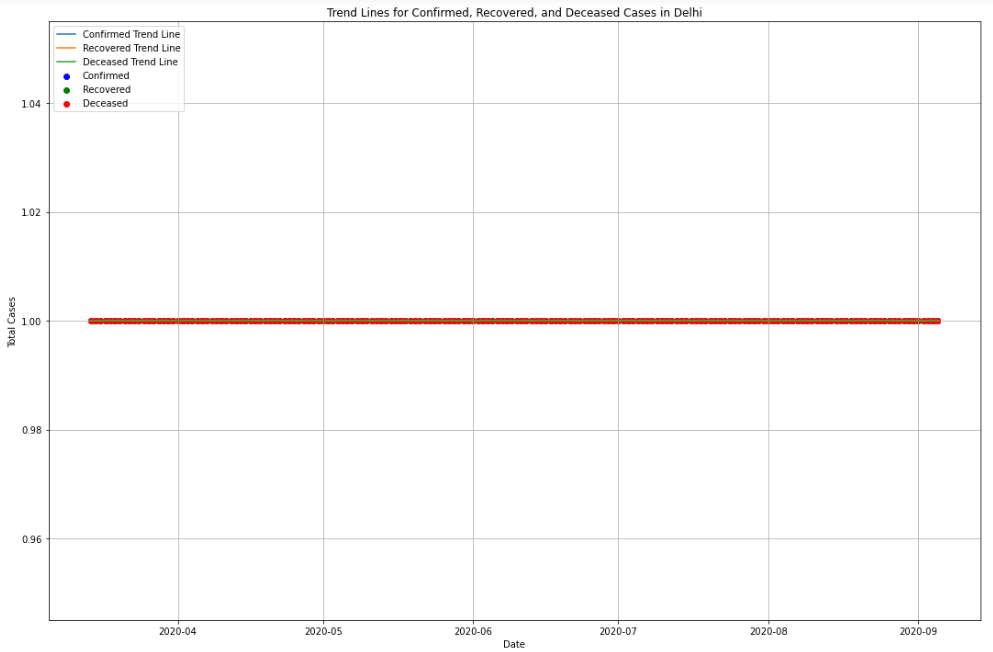 Trend Lines for Confirmed, Recovered, and Deceased Cases in Delhi
Confirmed Trend Line
Recovered Trend Line
Deceased Trend Line
Confirmed
Recovered
Deceased
1.04
1.02
1.00
0.98
0.96
Total Cases
2020-04 2020-05 2020-06 2020-07 2020-08 2020-09
Date